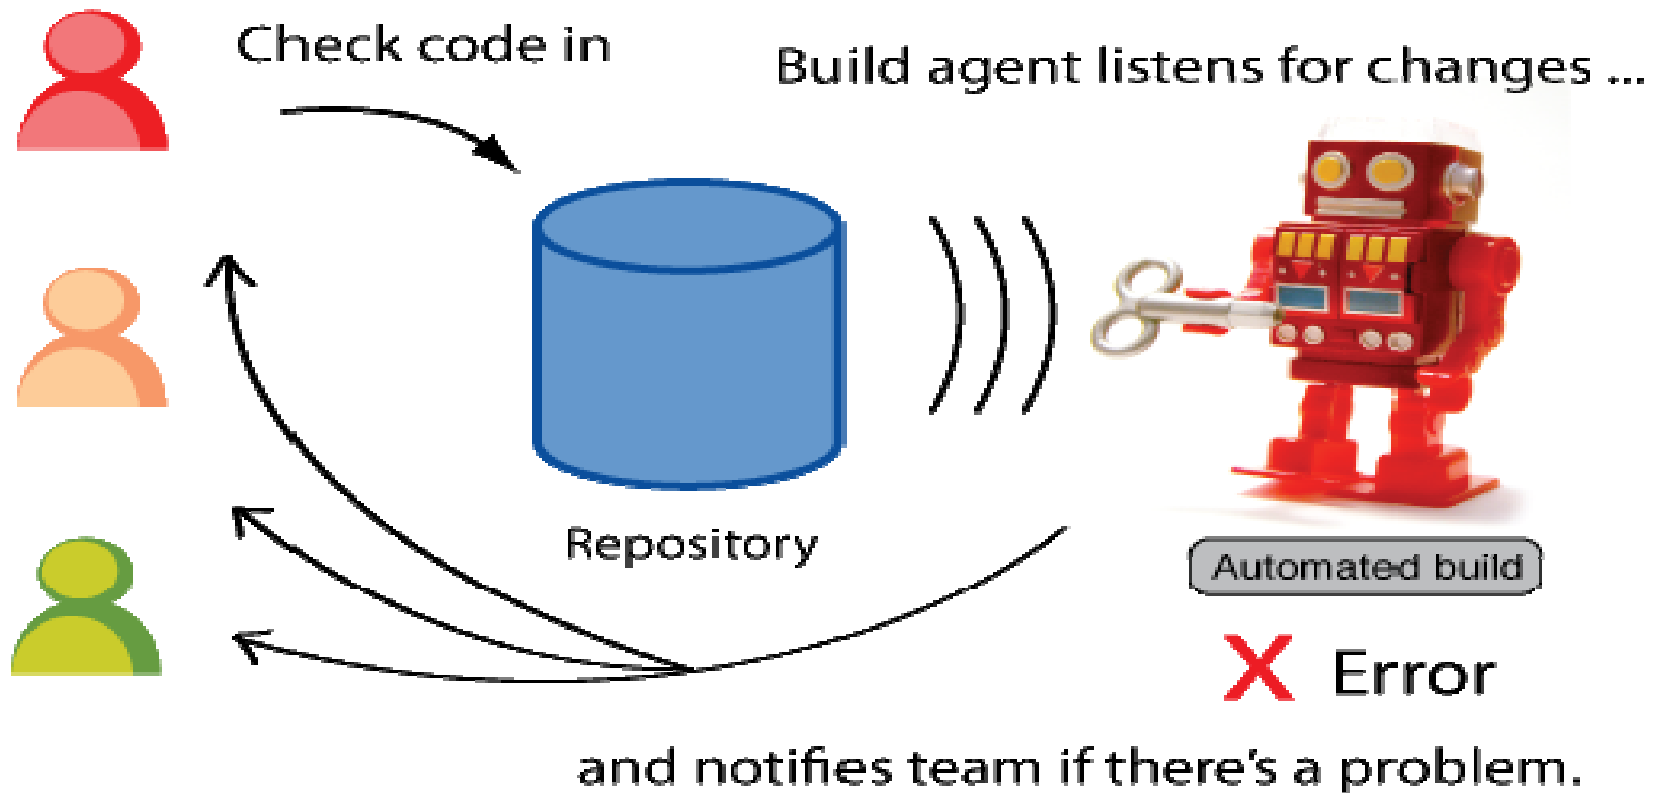 Check code in
Build agent listens for changes ...
Repository
Automated build
X Error
and notifies team if there's a problem.